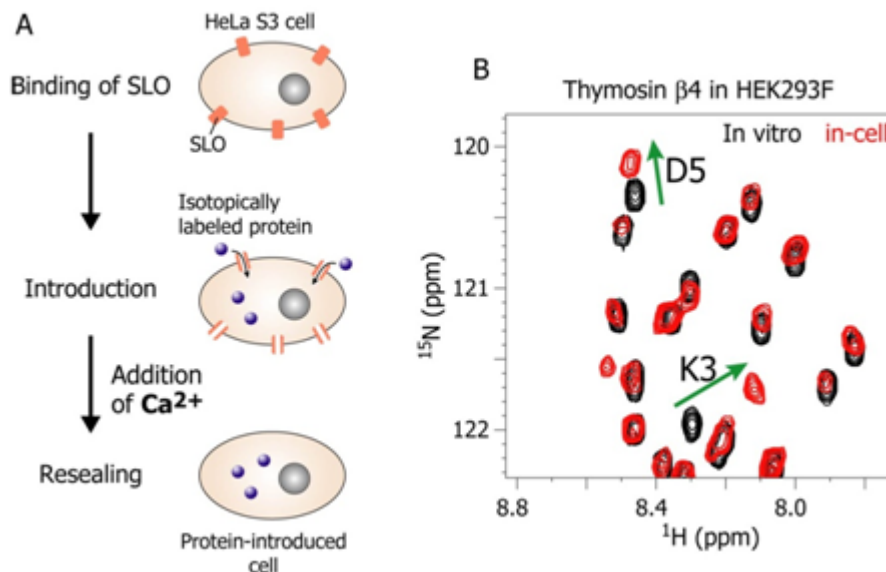 A
HeLa S3 cell
Binding of SLO
SLO
Isotopically
labeled protein
Introduction
Addition
of Ca²⁺
Resealing
Protein-introduced
cell
B
Thymosin β4 in HEK293F
In vitro in-cell
D5
K3
120
121
122
¹⁵N (ppm)
8.8 8.4 8.0
¹H (ppm)